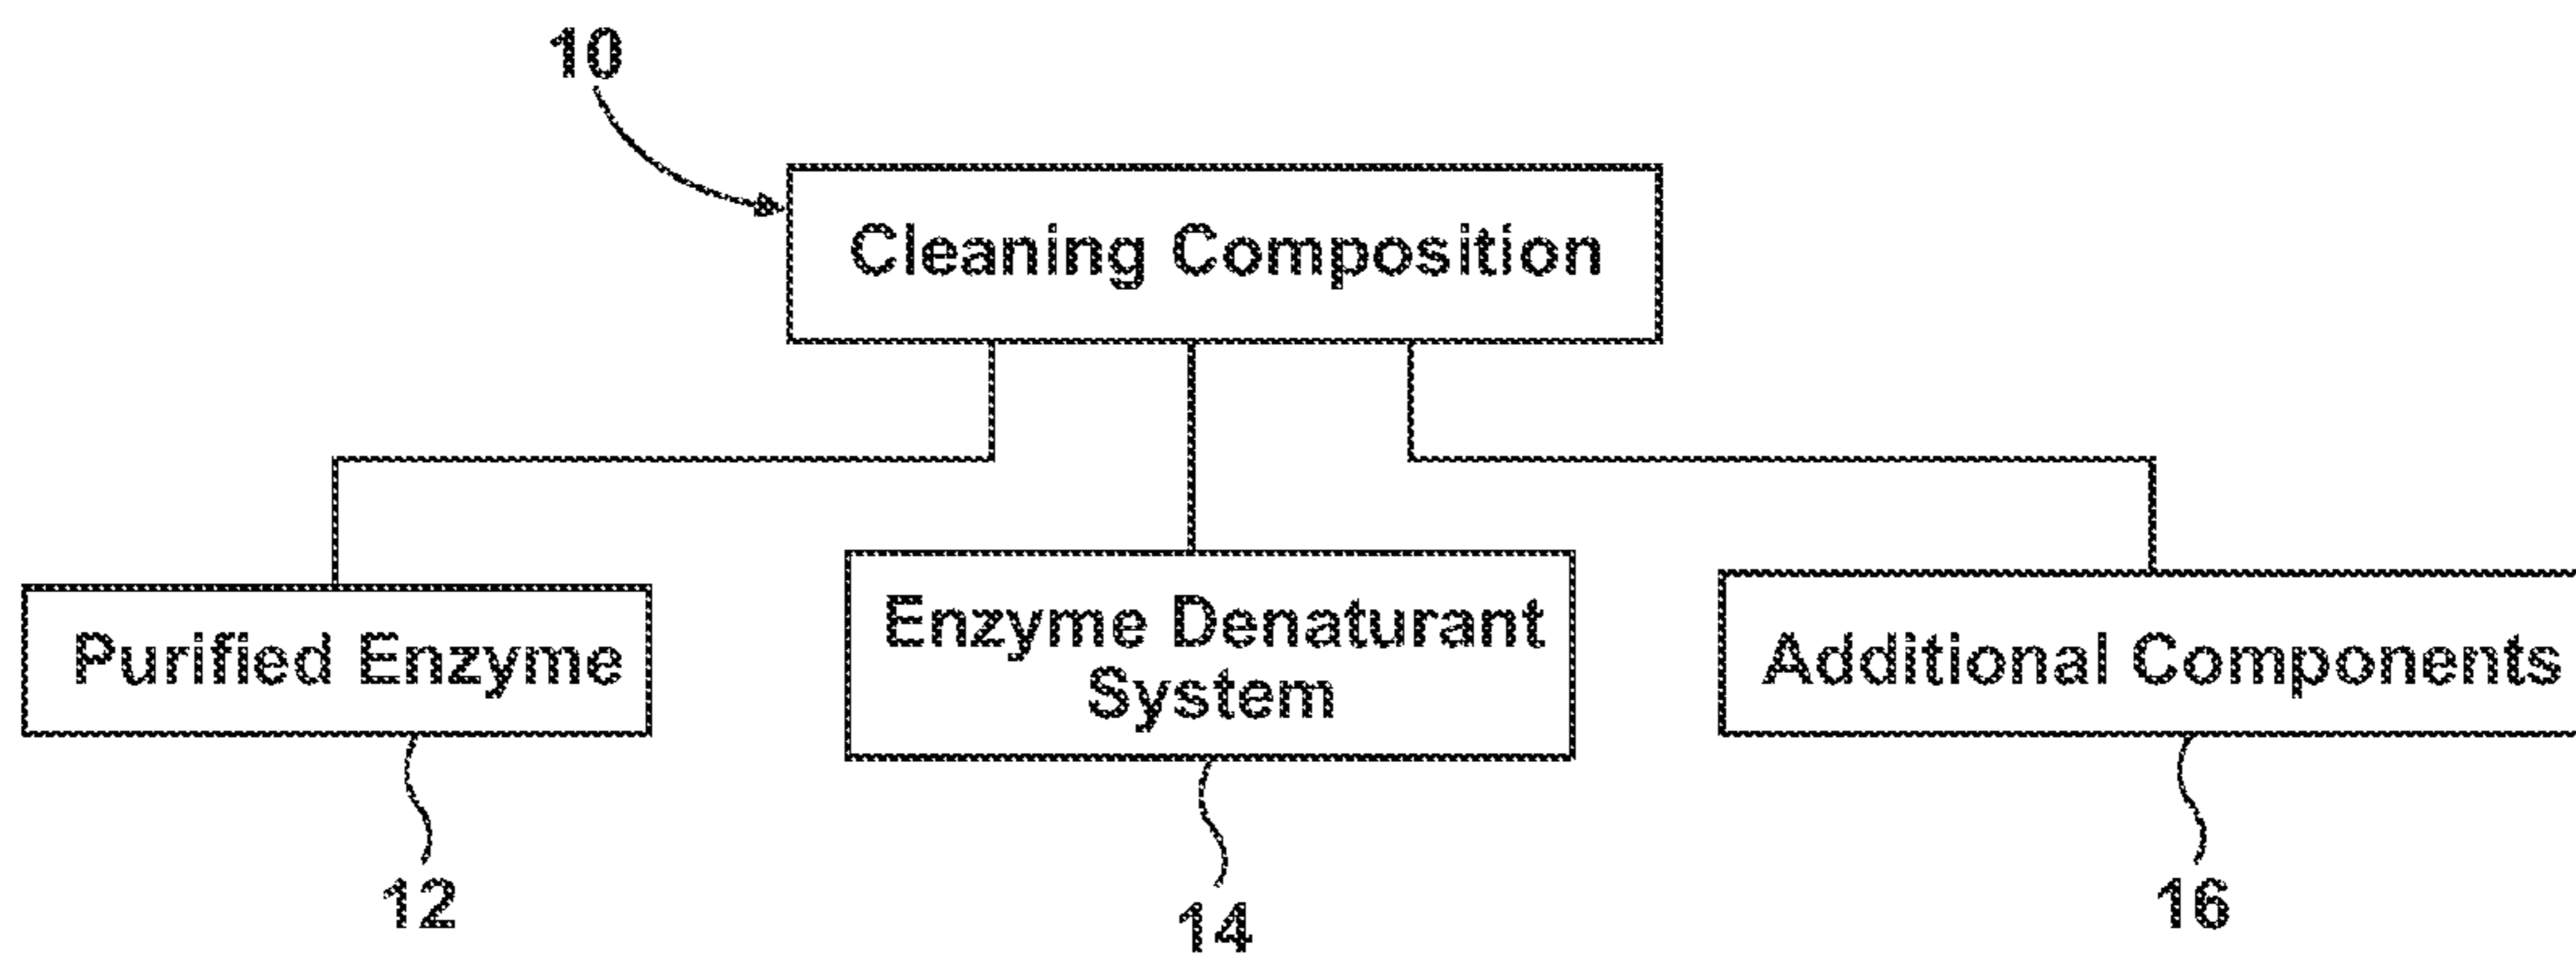 10
Cleaning Composition
Purified Enzyme
Enzyme Denaturant
System
Additional Components
12
14
16